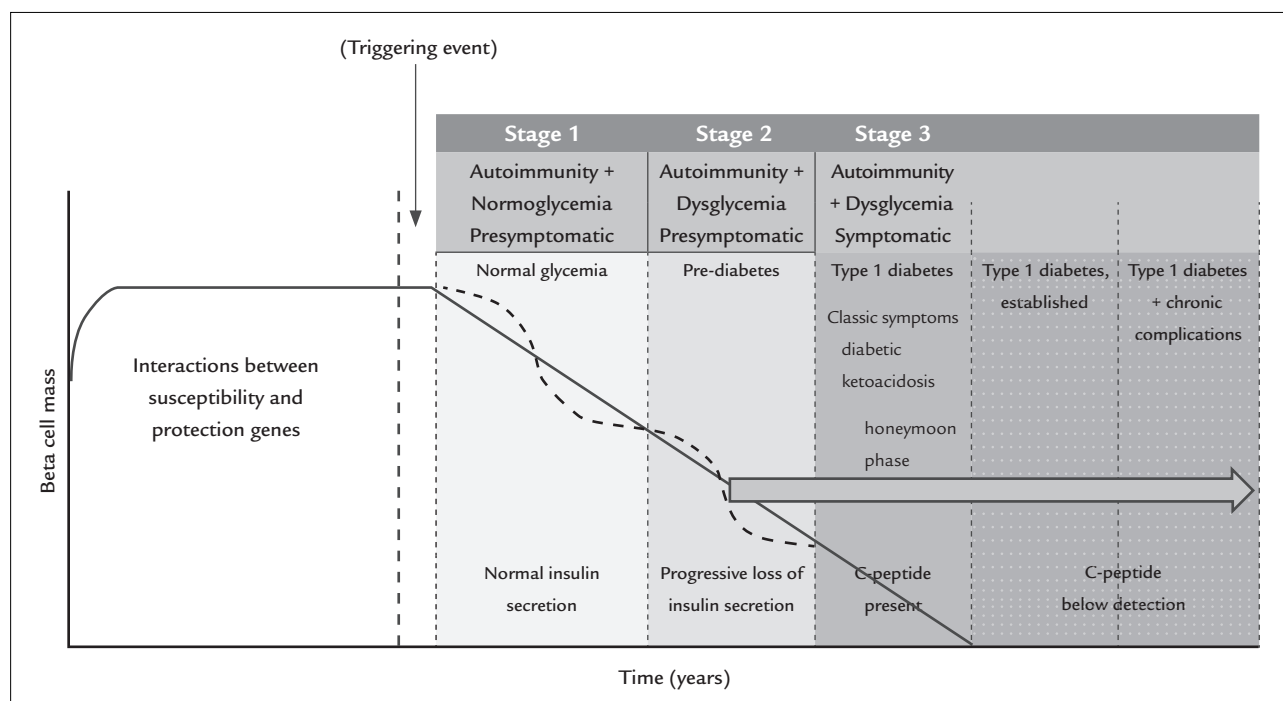 (Triggering event)
Stage 1
Stage 2
Stage 3
Autoimmunity +
Normoglycemia
Presymptomatic
Autoimmunity +
Dysglycemia
Presymptomatic
Autoimmunity
+ Dysglycemia
Symptomatic
Normal glycemia
Pre-diabetes
Type 1 diabetes
Classic symptoms
diabetic
ketoacidosis
honeymoon
phase
Type 1 diabetes,
established
Type 1 diabetes
+ chronic
complications
Interactions between
susceptibility and
protection genes
Beta cell mass
Normal insulin
secretion
Progressive loss of
insulin secretion
C-peptide
present
C-peptide
below detection
Time (years)